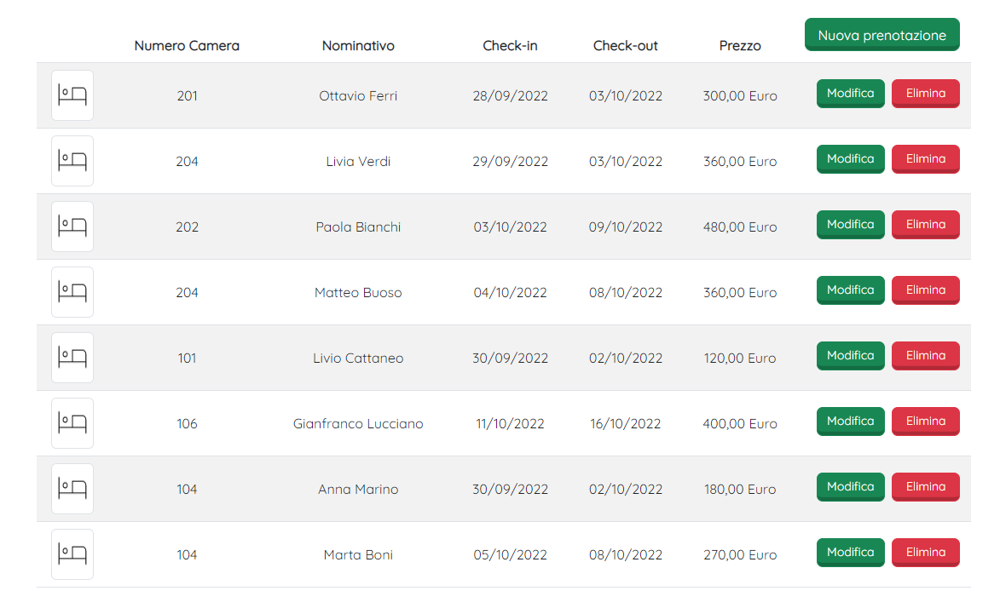 Nuova prenotazione
Numero Camera Nominativo Check-in Check-out Prezzo
201 Ottavio Ferri 28/09/2022 03/10/2022 300,00 Euro Modifica Elimina
204 Livia Verdi 29/09/2022 03/10/2022 360,00 Euro Modifica Elimina
202 Paola Bianchi 03/10/2022 09/10/2022 480,00 Euro Modifica Elimina
204 Matteo Buoso 04/10/2022 08/10/2022 360,00 Euro Modifica Elimina
101 Livio Cattaneo 30/09/2022 02/10/2022 120,00 Euro Modifica Elimina
106 Gianfranco Lucciano 11/10/2022 16/10/2022 400,00 Euro Modifica Elimina
104 Anna Marino 30/09/2022 02/10/2022 180,00 Euro Modifica Elimina
104 Marta Boni 05/10/2022 08/10/2022 270,00 Euro Modifica Elimina